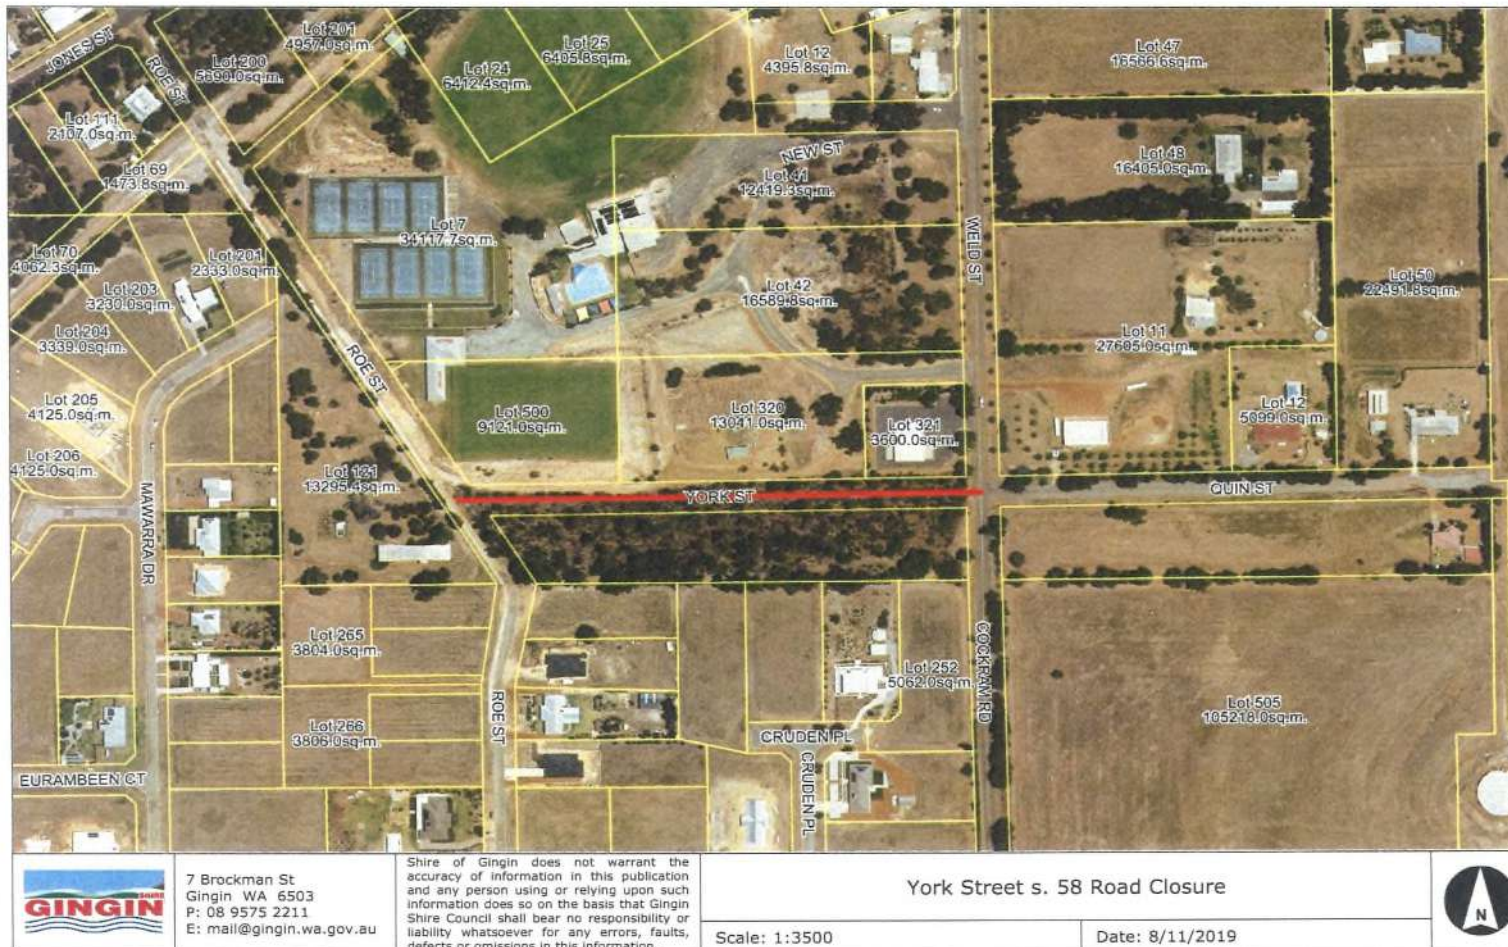 JONES ST
ROE ST
Lot 200
5690.0sq.m.
Lot 201
4957.0sq.m.
Lot 24
6412.4sq.m.
Lot 25
6405.8sq.m.
Lot 12
4395.8sq.m.
Lot 47
16566.6sq.m.
Lot 111
2107.0sq.m.
Lot 69
1473.8sq.m.
NEW ST
Lot 41
12419.3sq.m.
Lot 48
16405.0sq.m.
Lot 7
34117.7sq.m.
WELD ST
Lot 70
4062.3sq.m.
Lot 201
2333.0sq.m.
Lot 203
3230.0sq.m.
Lot 42
16589.8sq.m.
Lot 50
22491.8sq.m.
Lot 204
3339.0sq.m.
Lot 11
27605.0sq.m.
ROE ST
Lot 205
4125.0sq.m.
Lot 500
9121.0sq.m.
Lot 320
13041.0sq.m.
Lot 321
3600.0sq.m.
Lot 12
5099.0sq.m.
Lot 206
4125.0sq.m.
Lot 121
13295.4sq.m.
YORK ST
QUIN ST
MAWARRA DR
Lot 265
3804.0sq.m.
Lot 252
5062.0sq.m.
COCKRAM RD
Lot 505
105218.0sq.m.
Lot 266
3806.0sq.m.
ROE ST
CRUDEN PL
CRUDEN PL
EURAMBEEN CT
SHIRE
GINGIN
7 Brockman St
Gingin WA 6503
P: 08 9575 2211
E: mail@gingin.wa.gov.au
Shire of Gingin does not warrant the
accuracy of information in this publication
and any person using or relying upon such
information does so on the basis that Gingin
Shire Council shall bear no responsibility or
liability whatsoever for any errors, faults,
defects or omissions in this information
York Street s. 58 Road Closure
Scale: 1:3500
Date: 8/11/2019
N